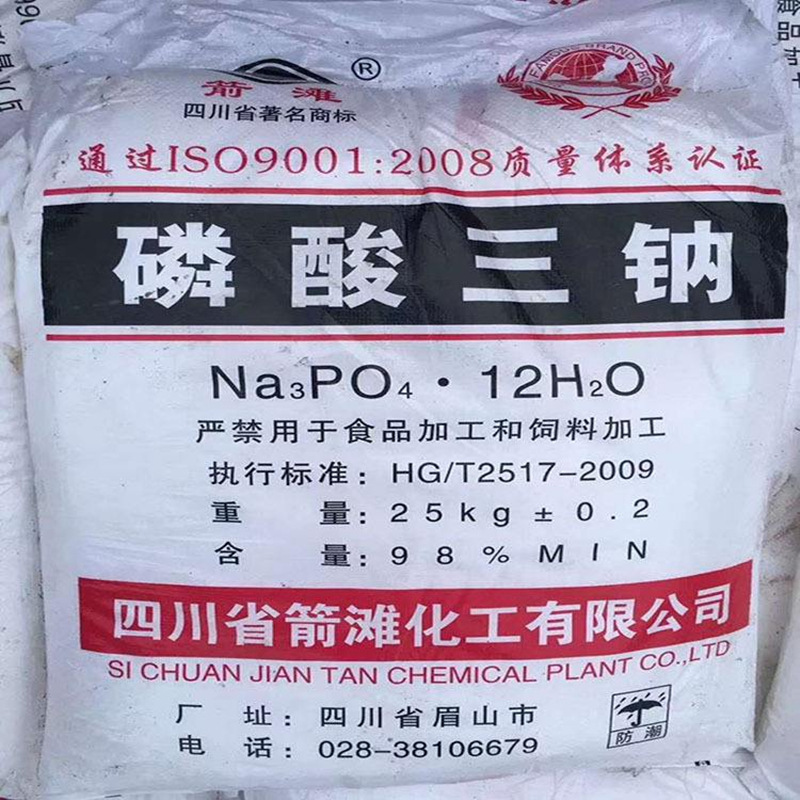 箭滩
®
四川省著名商标
FAMOUS BRAND PRO
通过ISO9001:2008质量体系认证
磷酸三钠
Na₃PO₄·12H₂O
严禁用于食品加工和饲料加工
执行标准：HG/T2517-2009
重量：25kg±0.2
含量：98%MIN
四川省箭滩化工有限公司
SI CHUAN JIAN TAN CHEMICAL PLANT CO.,LTD
厂址：四川省眉山市
电话：028-38106679
防潮